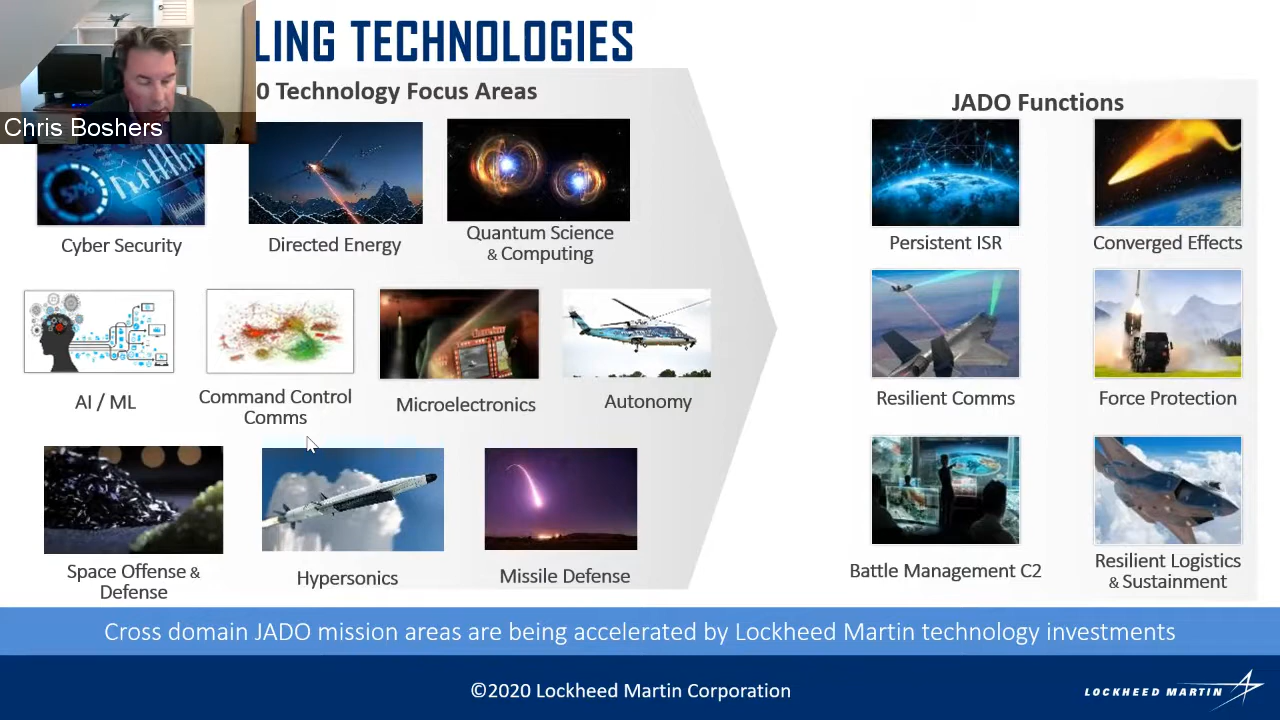 LING TECHNOLOGIES
0 Technology Focus Areas
JADO Functions
Chris Boshers
57%
Cyber Security
Directed Energy
Quantum Science
& Computing
Persistent ISR
Converged Effects
AI / ML
Command Control
Comms
Microelectronics
Autonomy
Resilient Comms
Force Protection
Space Offense &
Defense
Hypersonics
Missile Defense
Battle Management C2
Resilient Logistics
& Sustainment
Cross domain JADO mission areas are being accelerated by Lockheed Martin technology investments
©2020 Lockheed Martin Corporation
LOCKHEED MARTIN